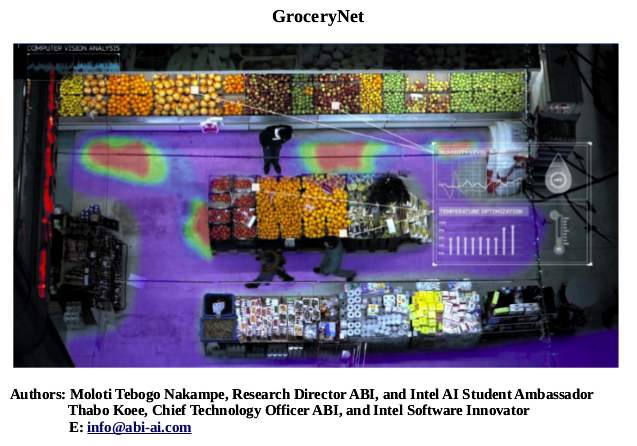 GroceryNet
COMPUTER VISION ANALYSIS
TEMPERATURE OPTIMIZATION
Authors: Moloti Tebogo Nakampe, Research Director ABI, and Intel AI Student Ambassador
Thabo Koee, Chief Technology Officer ABI, and Intel Software Innovator
E: info@abi-ai.com